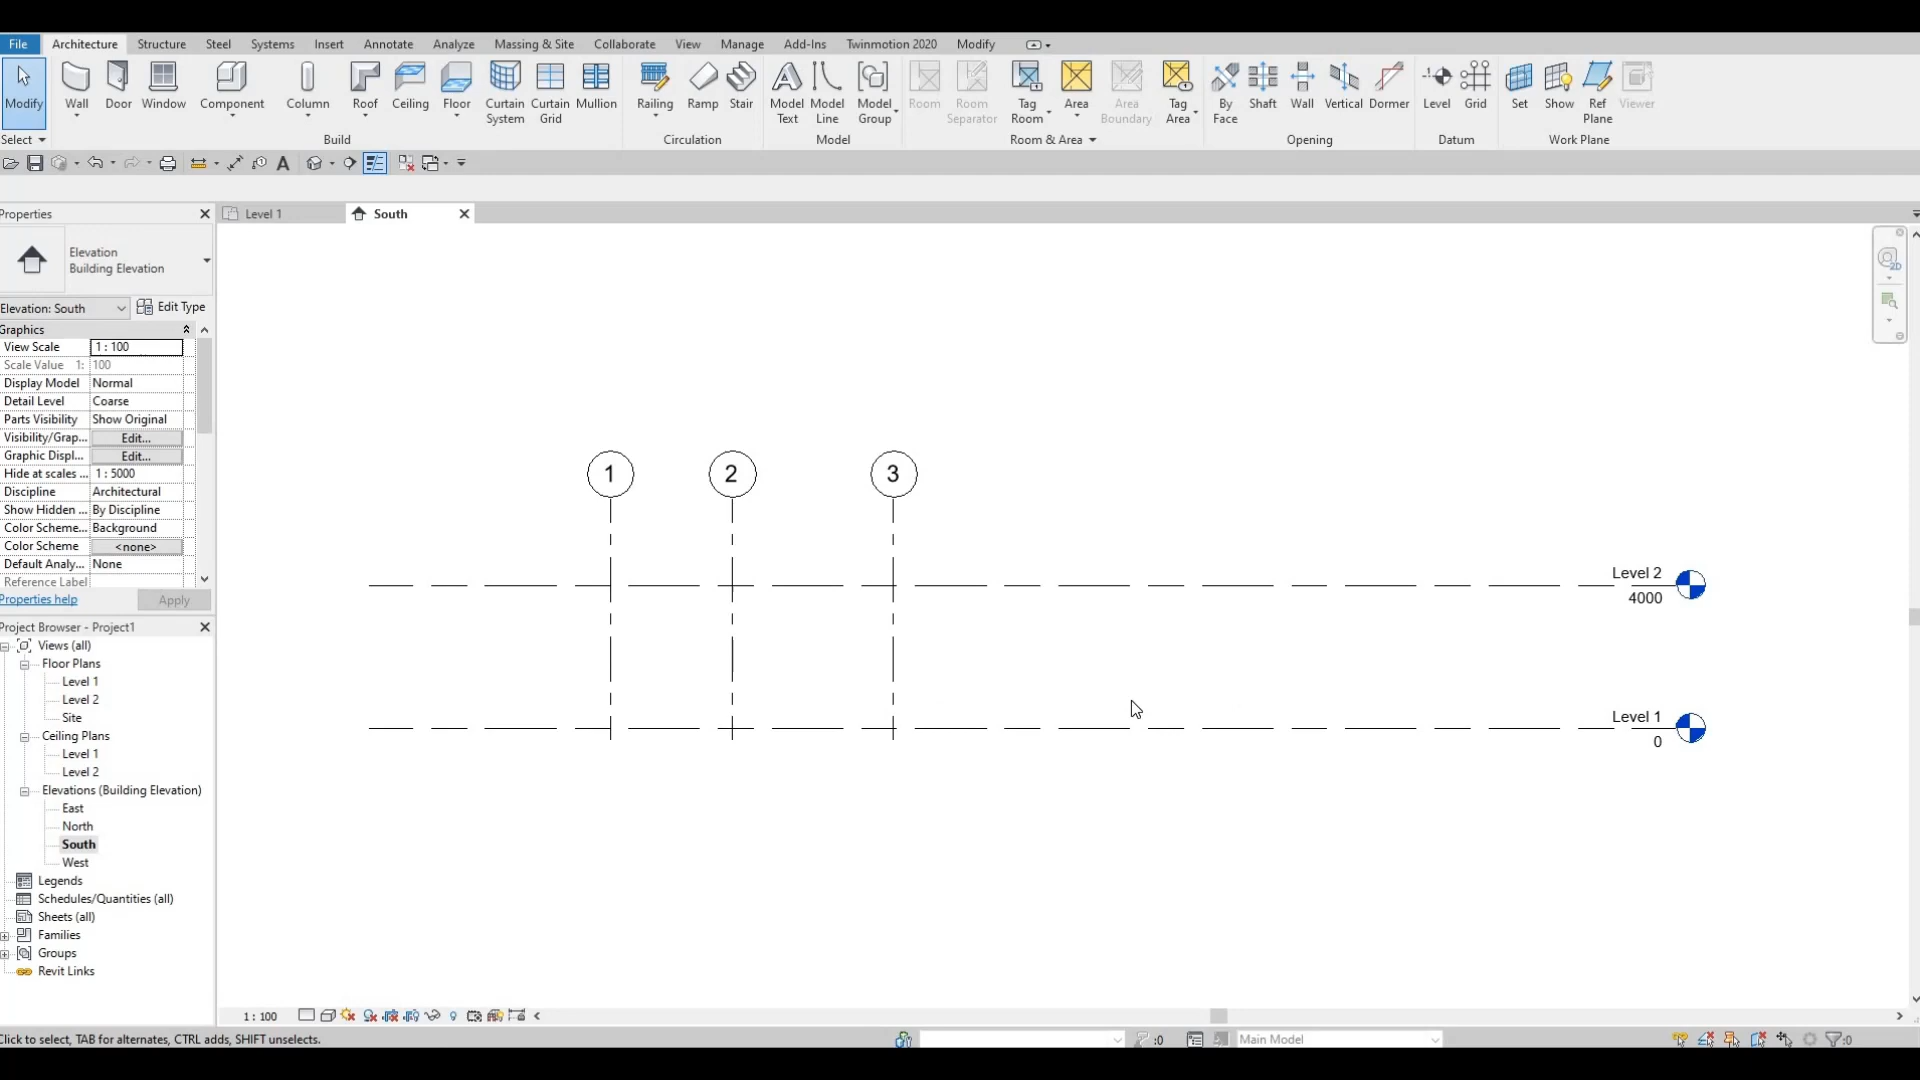 File Architecture Structure Steel Systems Insert Annotate Analyze Massing & Site Collaborate View Manage Add-Ins Twinmotion 2020 Modify
Modify Wall Door Window Component Column Roof Ceiling Floor Curtain System Curtain Grid Mullion Railing Ramp Stair Model Text Model Line Model Group Room Room Separator Tag Room Area Area Boundary Tag Area By Face Shaft Wall Vertical Dormer Level Grid Set Show Ref Plane Viewer
Select Build Circulation Model Room & Area Opening Datum Work Plane
Properties
Level 1 South
Elevation
Building Elevation
Elevation: South Edit Type
Graphics
View Scale 1 : 100
Scale Value 1: 100
Display Model Normal
Detail Level Coarse
Parts Visibility Show Original
Visibility/Grap... Edit...
Graphic Displ... Edit...
Hide at scales ... 1 : 5000
Discipline Architectural
Show Hidden ... By Discipline
Color Scheme... Background
Color Scheme <none>
Default Analy... None
Reference Label
Properties help Apply
Project Browser - Project1
Views (all)
Floor Plans
Level 1
Level 2
Site
Ceiling Plans
Level 1
Level 2
Elevations (Building Elevation)
East
North
South
West
Legends
Schedules/Quantities (all)
Sheets (all)
Families
Groups
Revit Links
1 2 3
Level 2
4000
Level 1
0
2D
1 : 100
Click to select, TAB for alternates, CTRL adds, SHIFT unselects. :0 Main Model :0